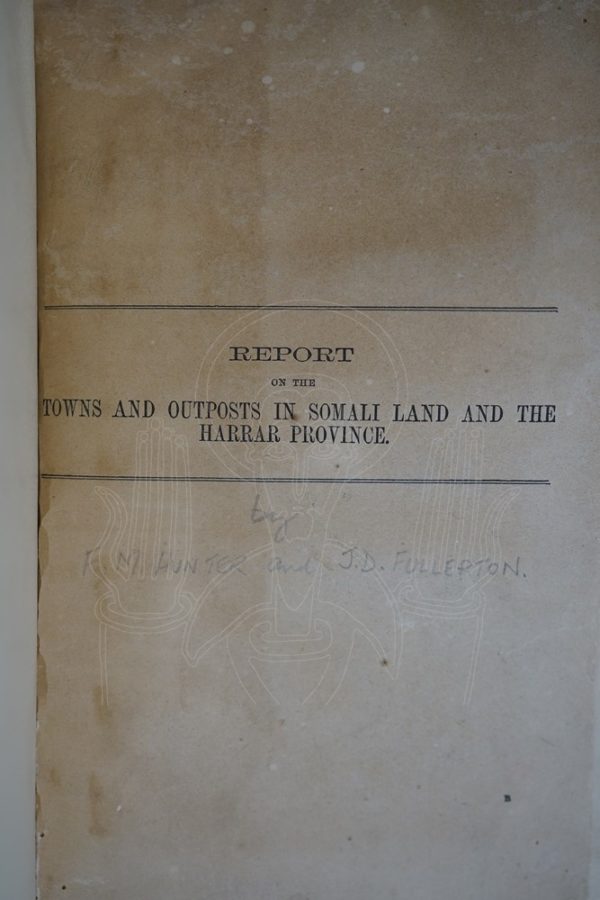 REPORT
ON THE
TOWNS AND OUTPOSTS IN SOMALI LAND AND THE
HARRAR PROVINCE.
by
F. M. HUNTER and J.D. FULLERTON.
B